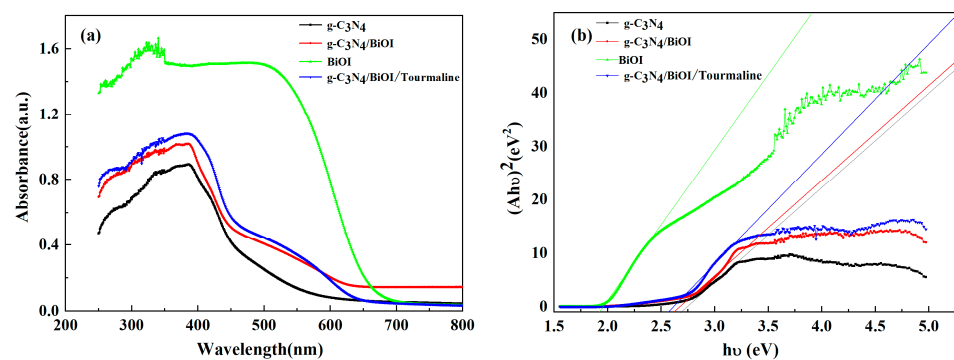 (a)
g-C3N4
g-C3N4/BiOI
BiOI
g-C3N4/BiOI/Tourmaline
1.6
1.2
0.8
0.4
0.0
Absorbance(a.u.)
200 300 400 500 600 700 800
Wavelength(nm)
(b)
g-C3N4
g-C3N4/BiOI
BiOI
g-C3N4/BiOI/Tourmaline
50
40
30
20
10
0
(Ahυ)²(eV²)
1.5 2.0 2.5 3.0 3.5 4.0 4.5 5.0
hυ (eV)